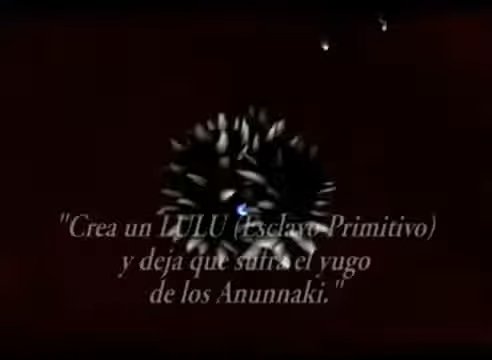 "Crea un LULU (Esclavo Primitivo)
y deja que sufra el yugo
de los Anunnaki."